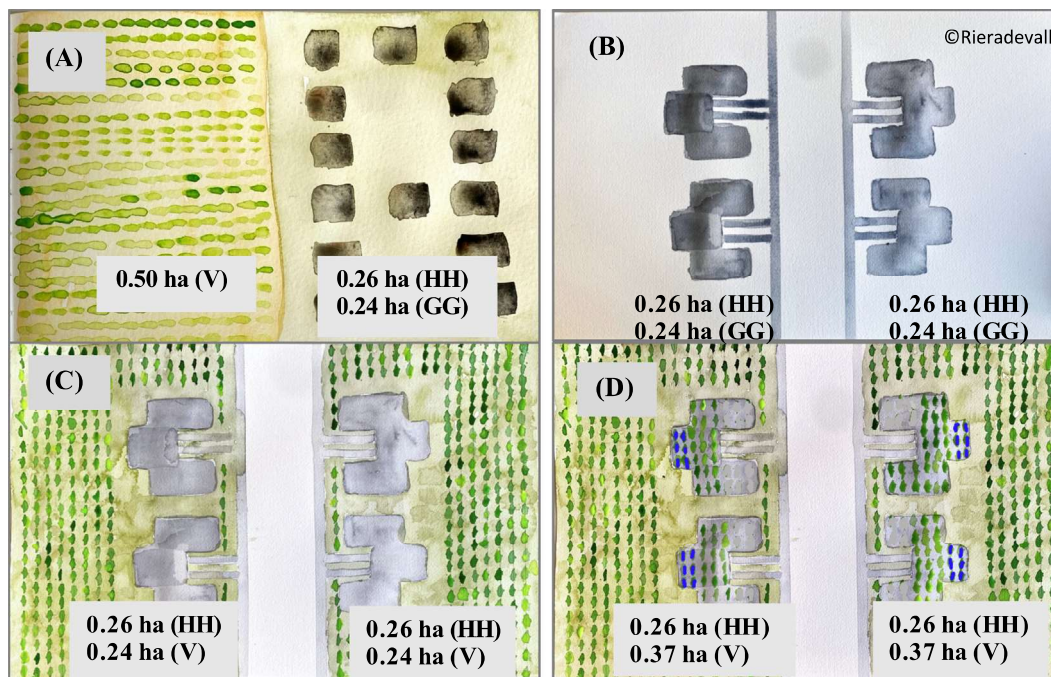 (A)
0.50 ha (V)
0.26 ha (HH)
0.24 ha (GG)
(B)
©Rieradevall
0.26 ha (HH)
0.24 ha (GG)
0.26 ha (HH)
0.24 ha (GG)
(C)
0.26 ha (HH)
0.24 ha (V)
0.26 ha (HH)
0.24 ha (V)
(D)
0.26 ha (HH)
0.37 ha (V)
0.26 ha (HH)
0.37 ha (V)